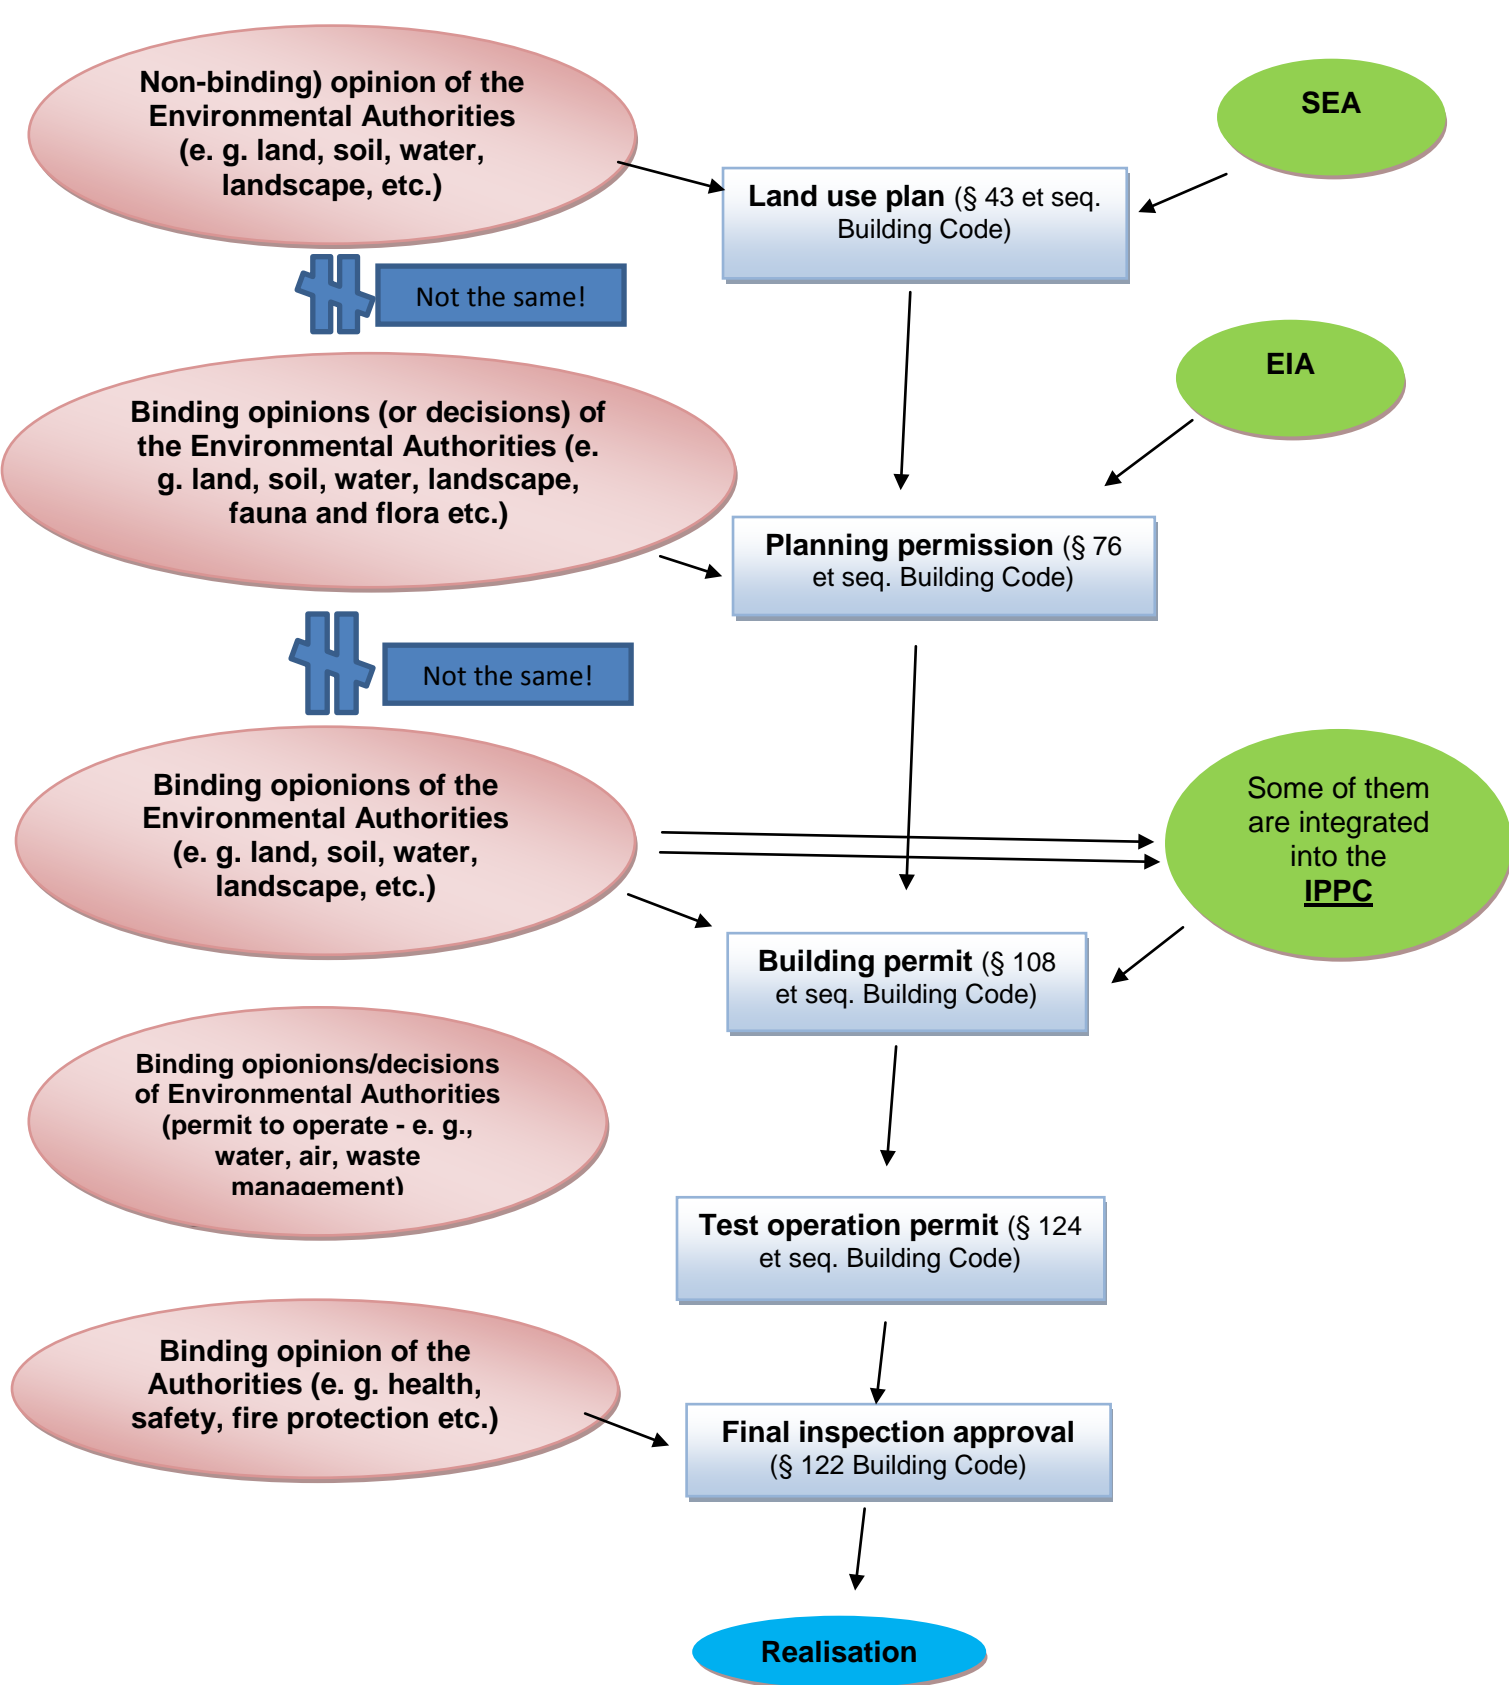 Non-binding) opinion of the
Environmental Authorities
(e. g. land, soil, water,
landscape, etc.)
SEA
Land use plan (§ 43 et seq.
Building Code)
Not the same!
EIA
Binding opinions (or decisions) of
the Environmental Authorities (e.
g. land, soil, water, landscape,
fauna and flora etc.)
Planning permission (§ 76
et seq. Building Code)
Not the same!
Binding opionions of the
Environmental Authorities
(e. g. land, soil, water,
landscape, etc.)
Some of them
are integrated
into the
IPPC
Building permit (§ 108
et seq. Building Code)
Binding opionions/decisions
of Environmental Authorities
(permit to operate - e. g.,
water, air, waste
management)
Test operation permit (§ 124
et seq. Building Code)
Binding opinion of the
Authorities (e. g. health,
safety, fire protection etc.)
Final inspection approval
(§ 122 Building Code)
Realisation